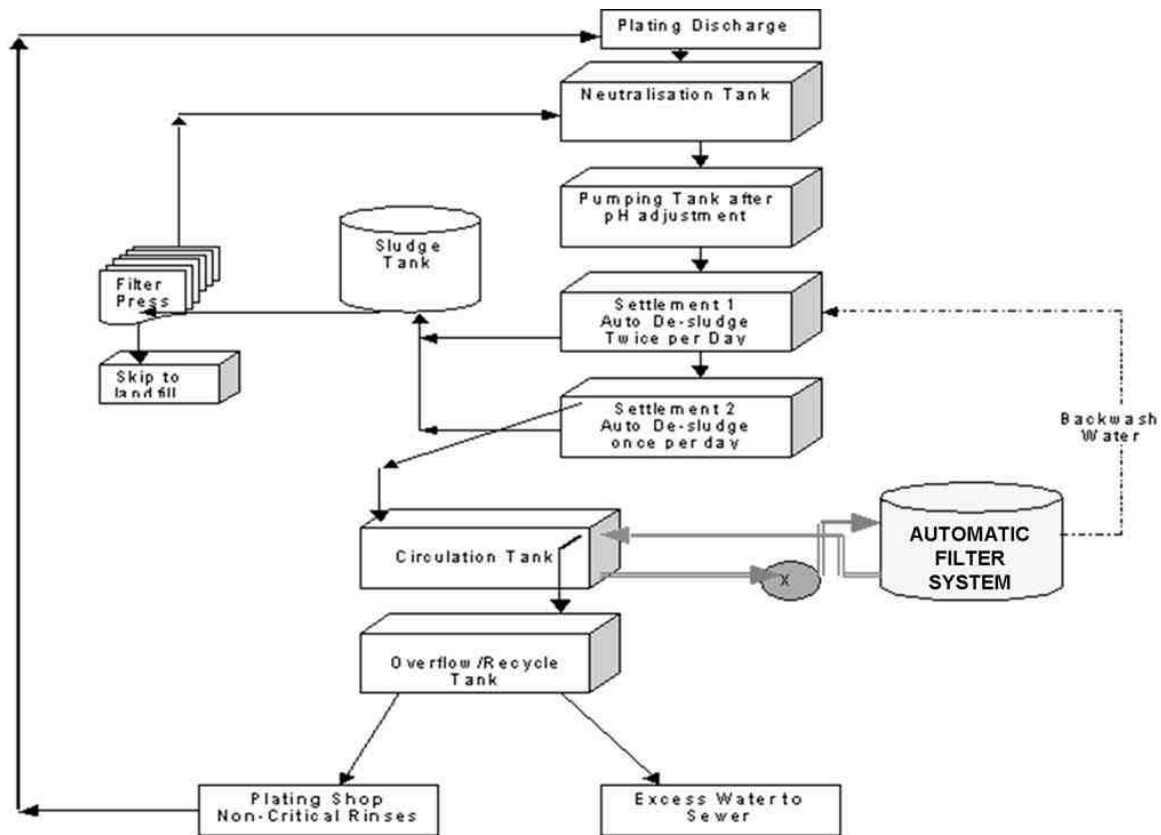 Plating Discharge
Neutralisation Tank
Pumping Tank after
pH adjustment
Sludge
Tank
Filter
Press
Settlement 1
Auto De-sludge
Twice per Day
Skip to
landfill
Settlement 2
Auto De-sludge
once per day
Backwash
Water
Circulation Tank
X
AUTOMATIC
FILTER
SYSTEM
Overflow/Recycle
Tank
Plating Shop
Non-Critical Rinses
Excess Water to
Sewer